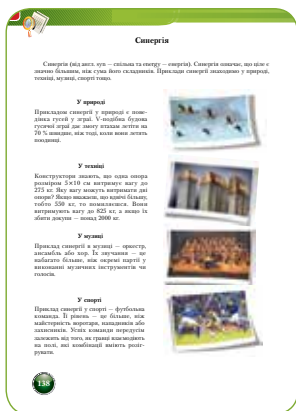 Синергія
Синергія (від англ. syn – спільна та energy – енергія). Синергія означає, що ціле є
значно більшим, ніж сума його складників. Приклади синергії знаходимо у природі,
техніці, музиці, спорті тощо.
У природі
Прикладом синергії у природі є пове-
дінка гусей у зграї. V-подібна будова
гусячої зграї дає змогу птахам летіти на
70 % швидше, ніж тоді, коли вони летять
поодинці.
У техніці
Конструктори знають, що одна опора
розміром 5×10 см витримує вагу до
275 кг. Яку вагу можуть витримати дві
опори? Якщо вважаєш, що вдвічі більшу,
тобто 550 кг, то помиляєшся. Вони
витримують вагу до 825 кг, а якщо їх
збити докупи – понад 2000 кг.
У музиці
Приклад синергії в музиці – оркестр,
ансамбль або хор. Їх звучання – це
набагато більше, ніж окремі партії у
виконанні музичних інструментів чи
голосів.
У спорті
Приклад синергії у спорті – футбольна
команда. Її рівень – це більше, ніж
майстерність воротаря, нападників або
захисників. Успіх команди передусім
залежить від того, як гравці взаємодіють
на полі, які комбінації вміють розіг-
рувати.
138